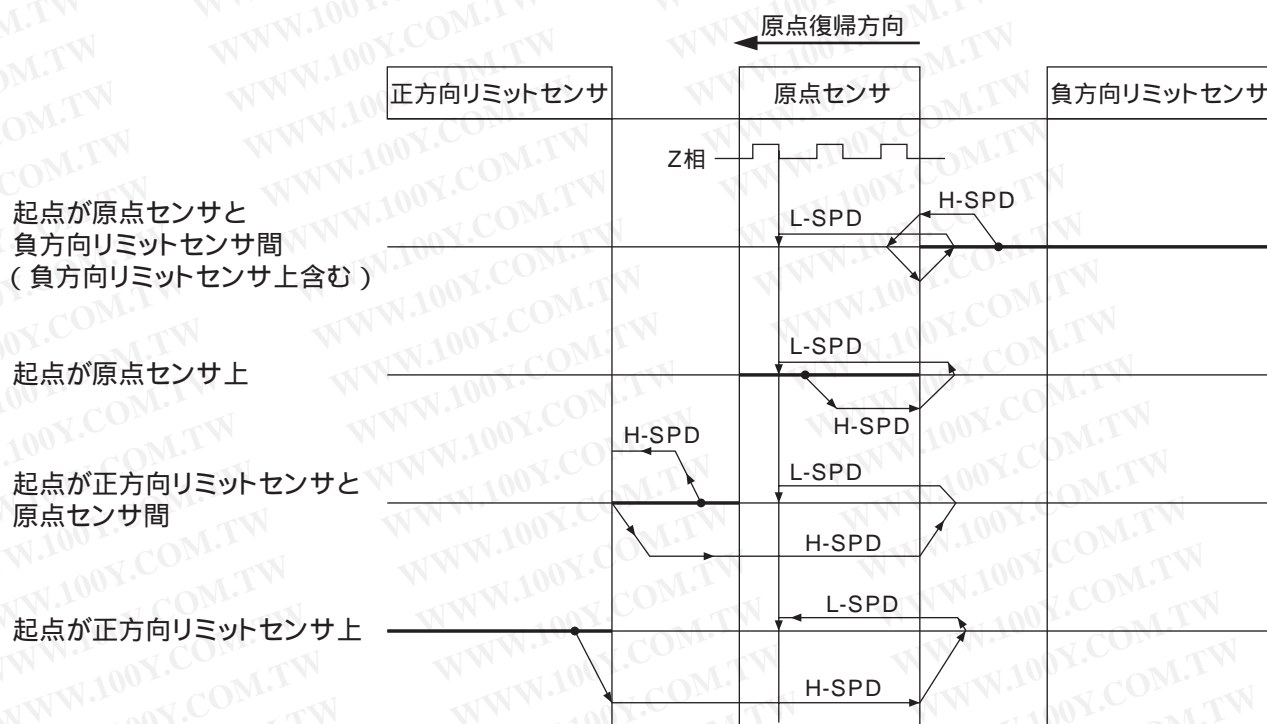 原点復帰方向
正方向リミットセンサ
原点センサ
負方向リミットセンサ
Z相
起点が原点センサと
負方向リミットセンサ間
(負方向リミットセンサ上含む)
H-SPD
L-SPD
起点が原点センサ上
L-SPD
H-SPD
起点が正方向リミットセンサと
原点センサ間
H-SPD
L-SPD
H-SPD
起点が正方向リミットセンサ上
L-SPD
H-SPD
WWW.100Y.COM.TW